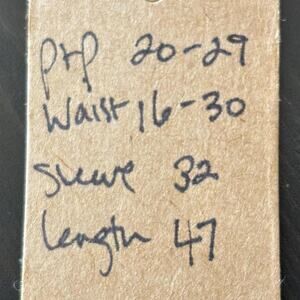 ptp 20-29
Waist 16-30
Sleeve 32
length 47